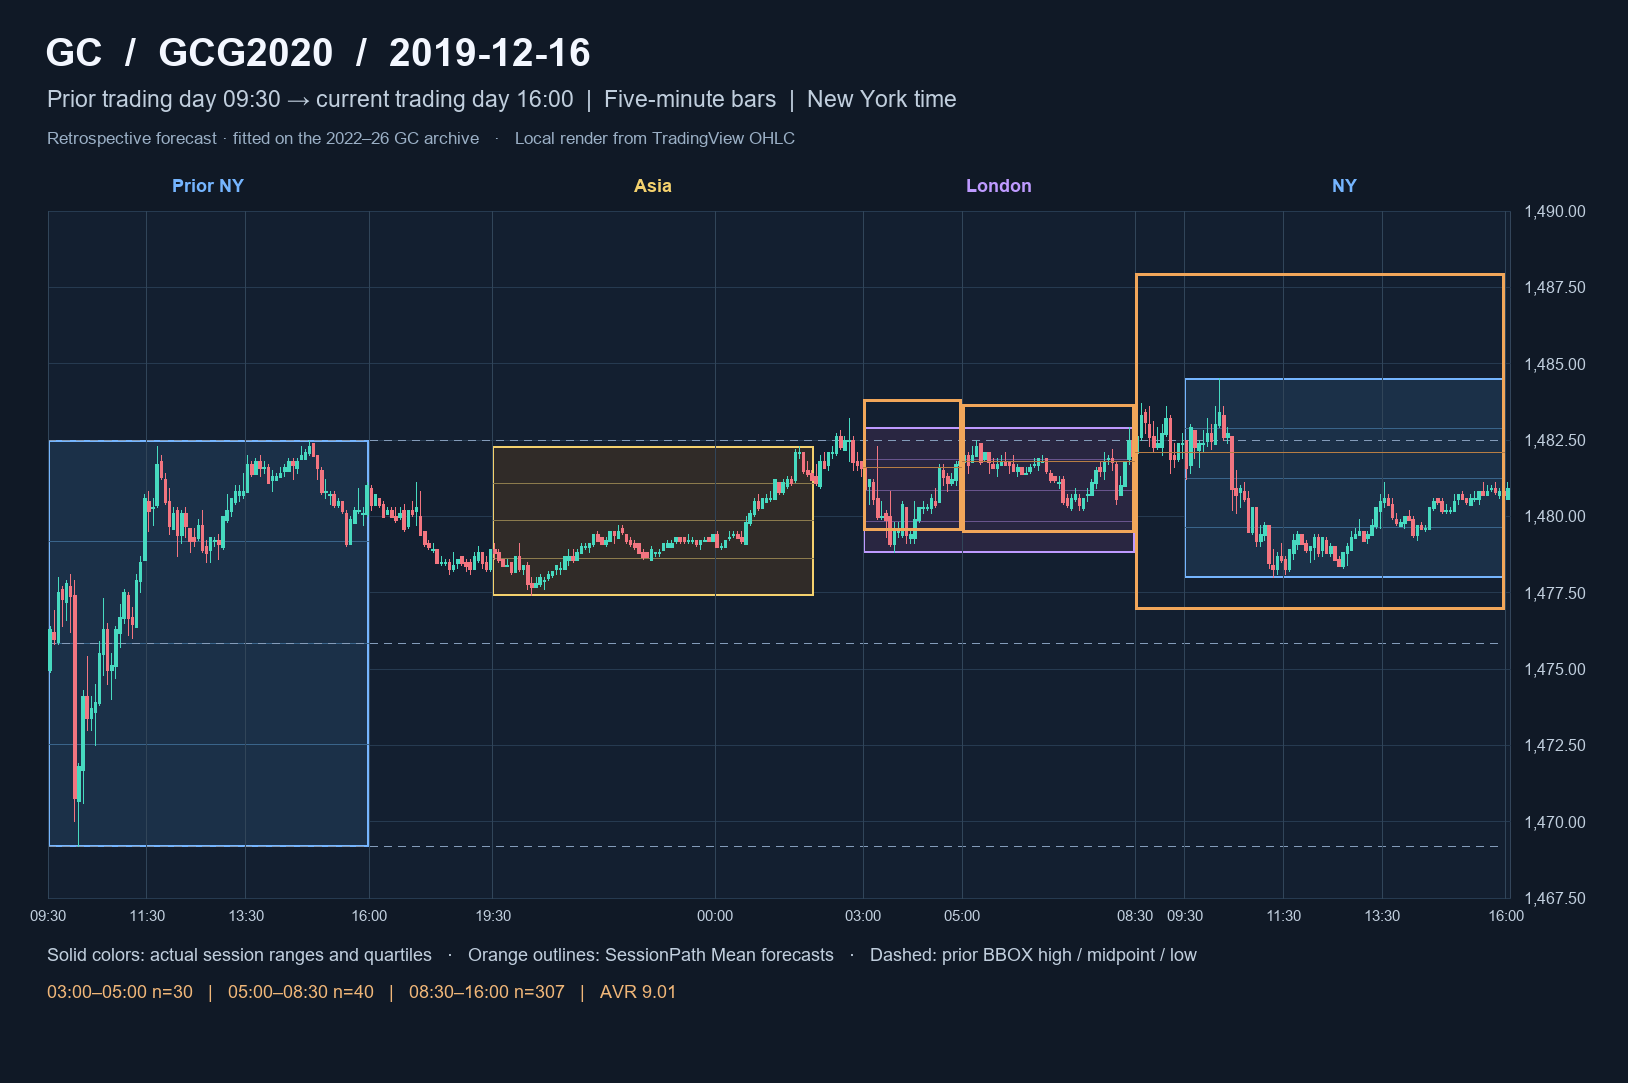 GC / GCG2020 / 2019-12-16
Prior trading day 09:30 → current trading day 16:00 | Five-minute bars | New York time
Retrospective forecast · fitted on the 2022–26 GC archive · Local render from TradingView OHLC
Prior NY Asia London NY
1,490.00
1,487.50
1,485.00
1,482.50
1,480.00
1,477.50
1,475.00
1,472.50
1,470.00
1,467.50
09:30 11:30 13:30 16:00 19:30 00:00 03:00 05:00 08:30 09:30 11:30 13:30 16:00
Solid colors: actual session ranges and quartiles · Orange outlines: SessionPath Mean forecasts · Dashed: prior BBOX high / midpoint / low
03:00–05:00 n=30 | 05:00–08:30 n=40 | 08:30–16:00 n=307 | AVR 9.01